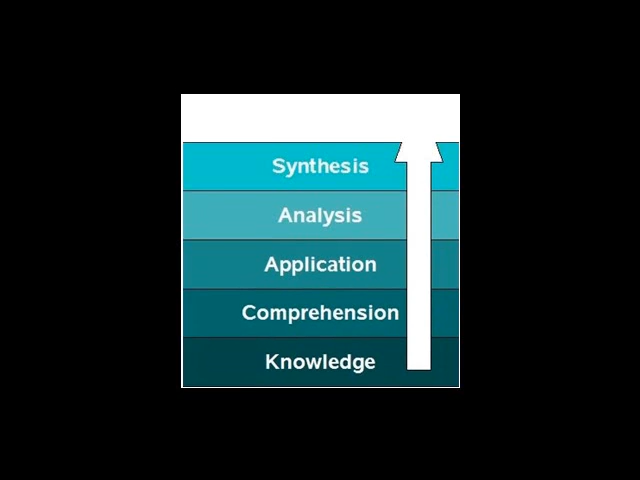 Synthesis
Analysis
Application
Comprehension
Knowledge